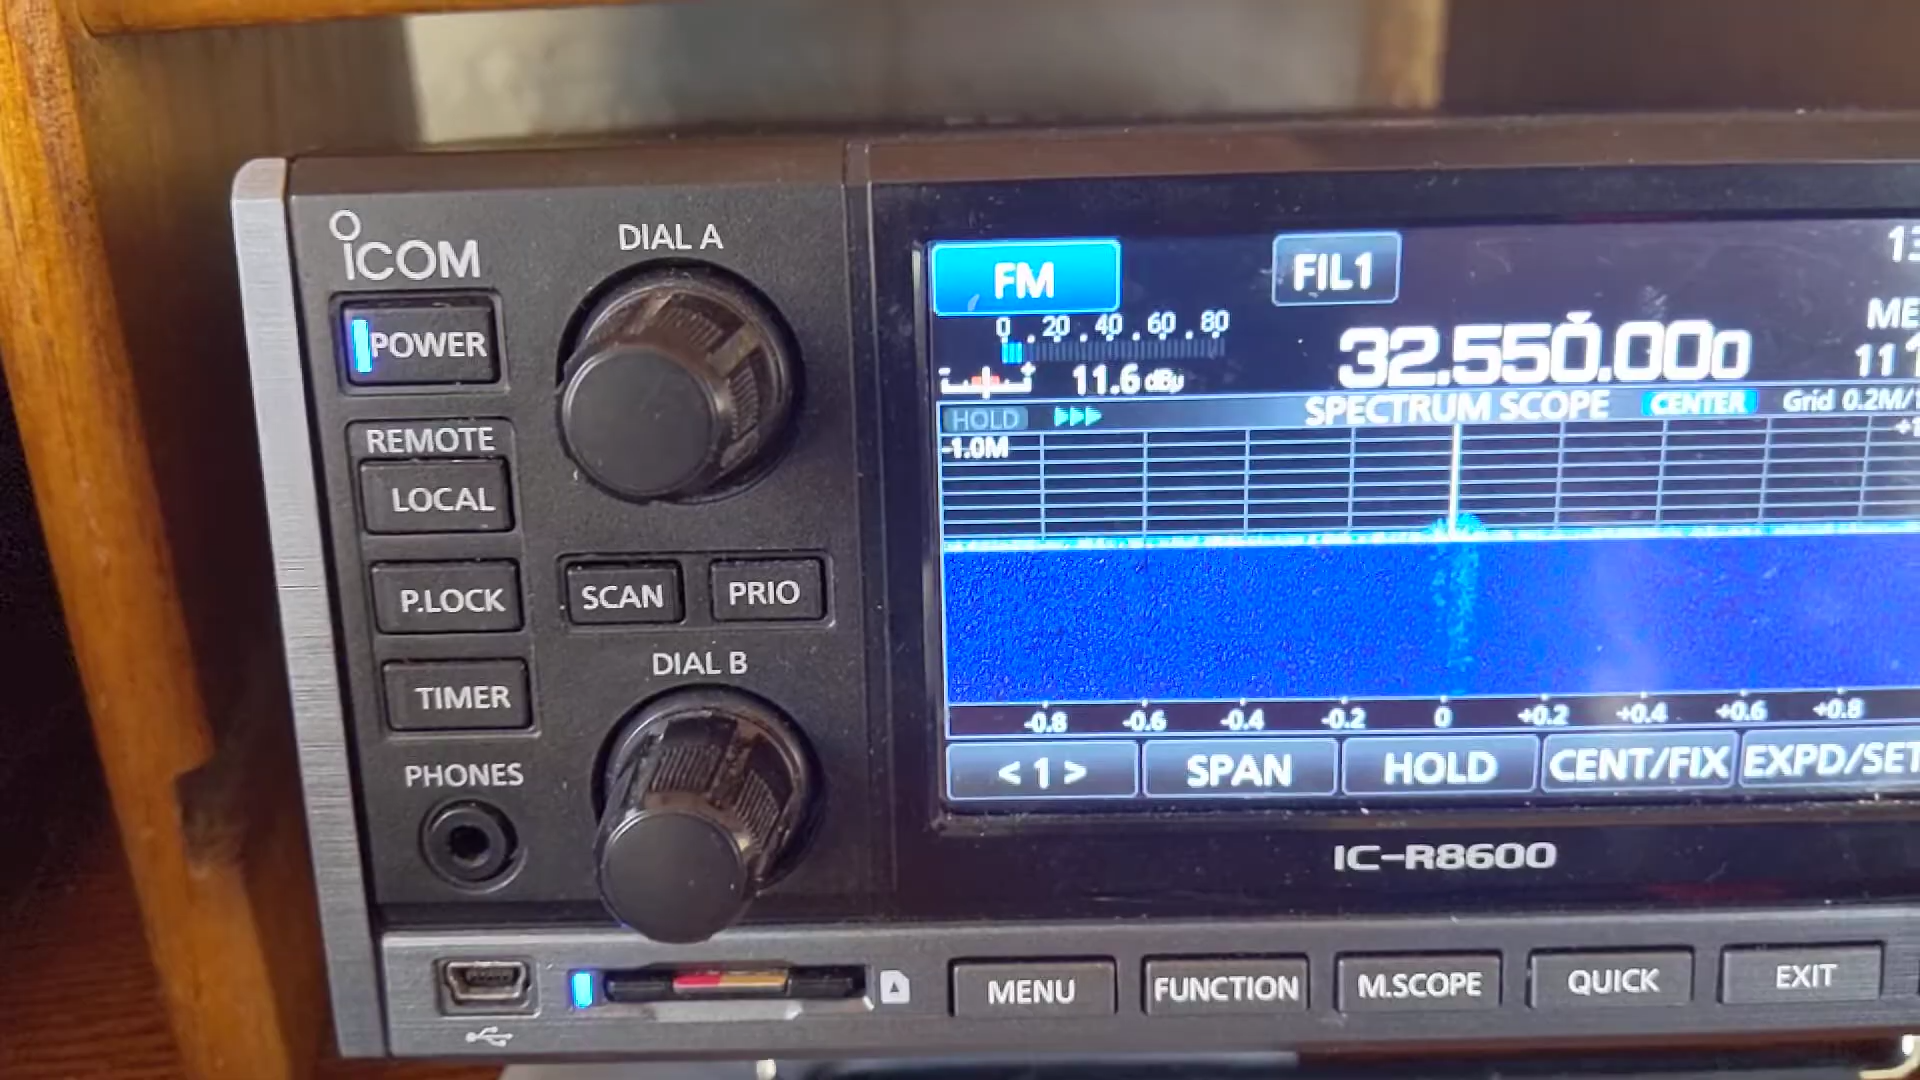 ICOM
DIAL A
POWER
REMOTE
LOCAL
P.LOCK
SCAN
PRIO
TIMER
DIAL B
PHONES
FM
FIL1
0 . 20 . 40 . 60 . 80
- +
11.6 dBµ
32.550.000
HOLD
SPECTRUM SCOPE
CENTER
Grid 0.2M/
-1.0M
-0.8 -0.6 -0.4 -0.2 0 +0.2 +0.4 +0.6 +0.8
< 1 >
SPAN
HOLD
CENT/FIX
EXPD/SET
IC-R8600
MENU
FUNCTION
M.SCOPE
QUICK
EXIT